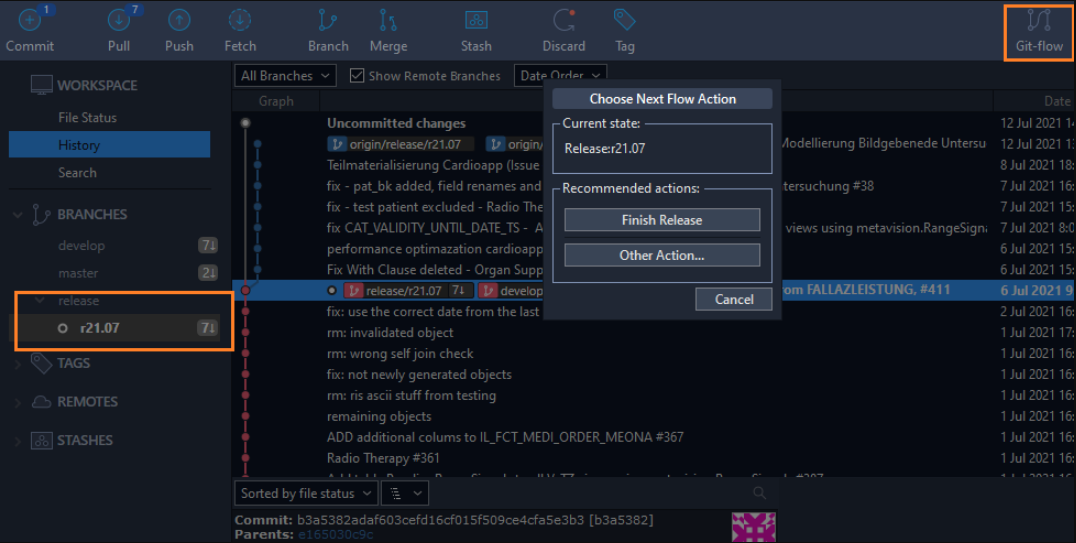 1
7
Commit
Pull
Push
Fetch
Branch
Merge
Stash
Discard
Tag
Git-flow
WORKSPACE
File Status
History
Search
BRANCHES
develop 7↓
master 2↓
release
r21.07 7↓
TAGS
REMOTES
STASHES
All Branches
Show Remote Branches
Date Order
Graph
Date
Uncommitted changes 12 Jul 2021 1
origin/release/r21.07 origin/ Modellierung Bildgebenede Untersu 12 Jul 2021 1
Teilmaterialisierung Cardioapp (Issue 8 Jul 2021 18
fix - pat_bk added, field renames and tersuchung #38 7 Jul 2021 16
fix - test patient excluded - Radio The 7 Jul 2021 15
fix CAT_VALIDITY_UNTIL_DATE_TS - A views using metavision.RangeSigna 7 Jul 2021 8:0
performance optimazation cardioapp 6 Jul 2021 15
Fix With Clause deleted - Organ Supp 6 Jul 2021 15
release/r21.07 7↓ develop om FALLAZLEISTUNG, #411 6 Jul 2021 9
fix: use the correct date from the last 2 Jul 2021 16
rm: invalidated object 1 Jul 2021 17
rm: wrong self join check 1 Jul 2021 16
fix: not newly generated objects 1 Jul 2021 16
rm: ris ascii stuff from testing 1 Jul 2021 16
remaining objects 1 Jul 2021 16
ADD additional colums to IL_FCT_MEDI_ORDER_MEONA #367 1 Jul 2021 16
Radio Therapy #361 1 Jul 2021 16
Choose Next Flow Action
Current state:
Release:r21.07
Recommended actions:
Finish Release
Other Action...
Cancel
Sorted by file status
Commit: b3a5382adaf603cefd16cf015f509ce4cfa5e3b3 [b3a5382]
Parents: e165030c9c